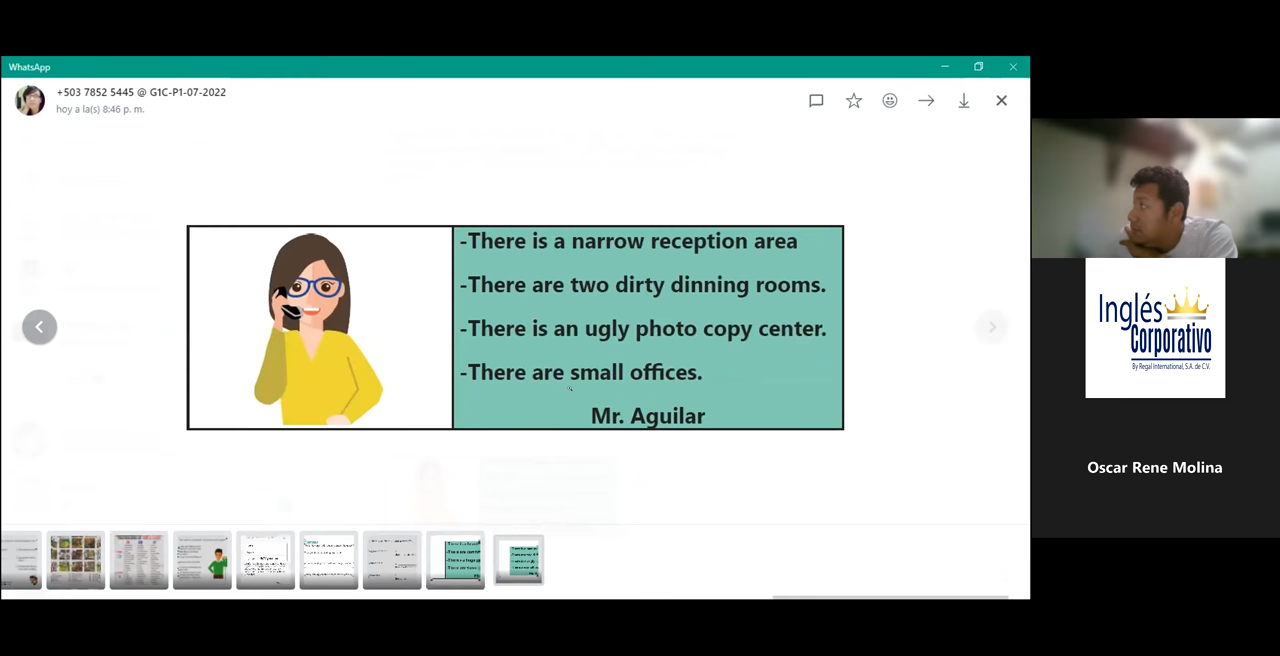 WhatsApp
+503 7852 5445 @ G1C-P1-07-2022
hoy a la(s) 8:46 p. m.
-There is a narrow reception area
-There are two dirty dinning rooms.
-There is an ugly photo copy center.
-There are small offices.
Mr. Aguilar
Inglés
Corporativo
By Regal International, S.A. de C.V.
Oscar Rene Molina